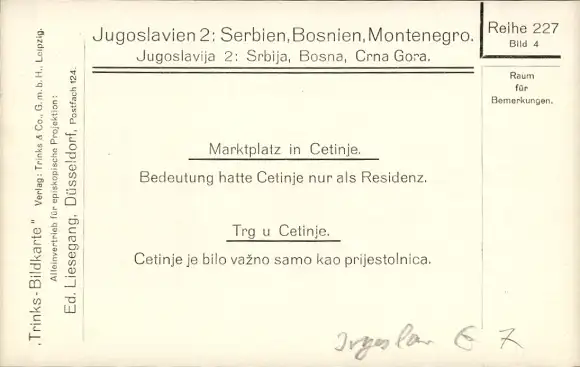 Jugoslavien 2: Serbien, Bosnien, Montenegro.
Jugoslavija 2: Srbija, Bosna, Crna Gora.
Reihe 227
Bild 4
Raum
für
Bemerkungen.
Marktplatz in Cetinje.
Bedeutung hatte Cetinje nur als Residenz.
Trg u Cetinje.
Cetinje je bilo važno samo kao prijestolnica.
„Trinks-Bildkarte" Verlag: Trinks & Co., G. m. b. H., Leipzig.
Alleinvertrieb für episkopische Projektion:
Ed. Liesegang, Düsseldorf, Postfach 124.